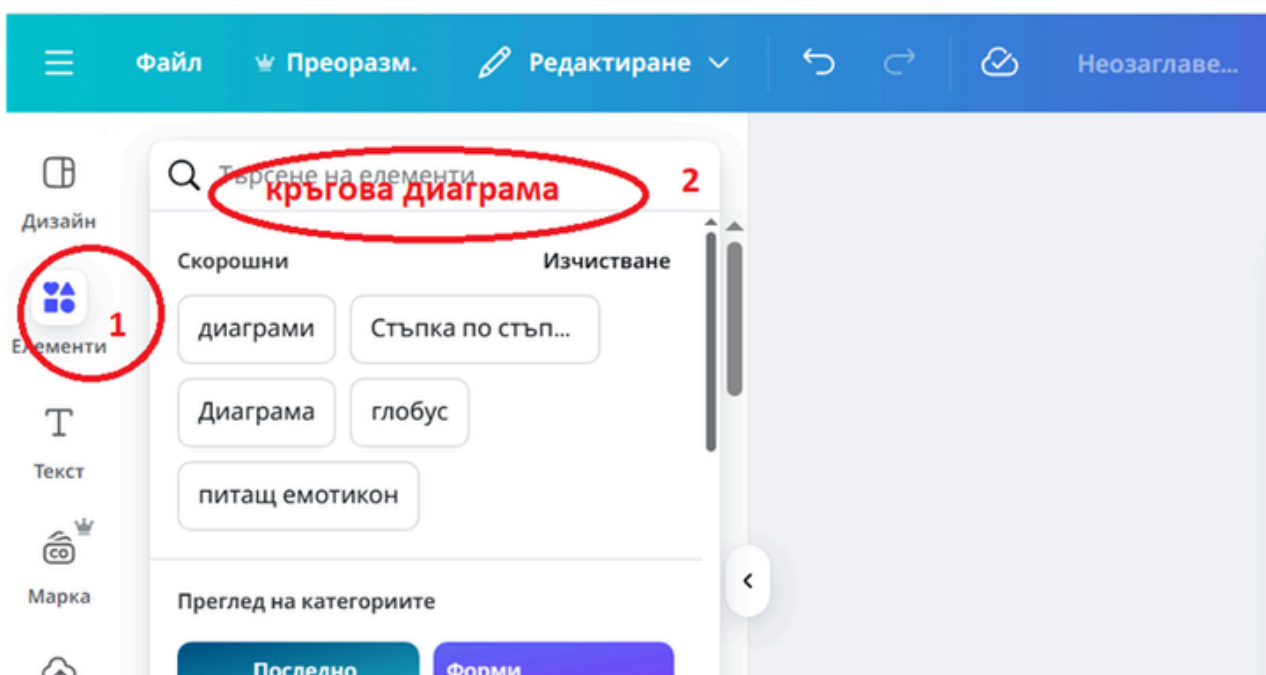 Файл Преоразм. Редактиране Неозаглаве...
Дизайн
Елементи
1
Текст
CO
Марка
Търсене на елементи
кръгова диаграма 2
Скорошни Изчистване
диаграми Стъпка по стъп...
Диаграма глобус
питащ емотикон
Преглед на категориите
Последно Форми